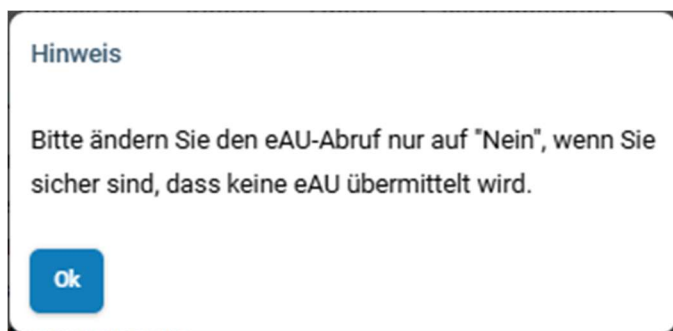 Hinweis
Bitte ändern Sie den eAU-Abruf nur auf "Nein", wenn Sie
sicher sind, dass keine eAU übermittelt wird.
Ok